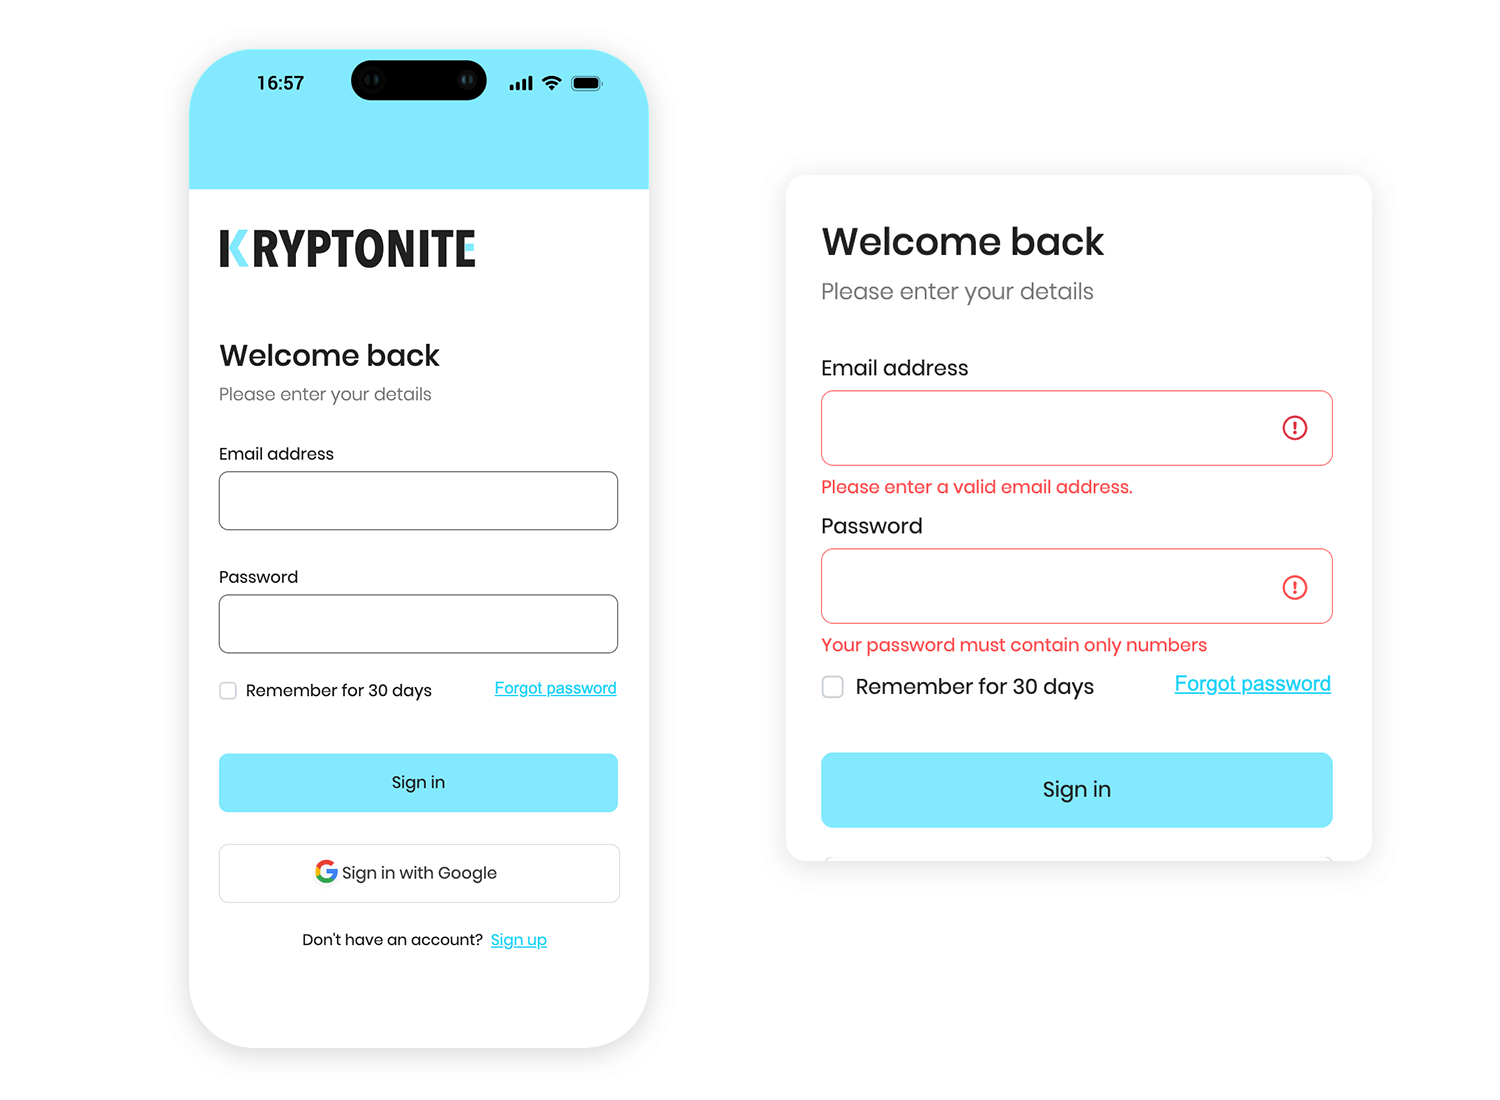 16:57
KRYPTONITE
Welcome back
Please enter your details
Email address
Password
Remember for 30 days
Forgot password
Sign in
Sign in with Google
Don't have an account? Sign up
Welcome back
Please enter your details
Email address
Please enter a valid email address.
Password
Your password must contain only numbers
Remember for 30 days
Forgot password
Sign in